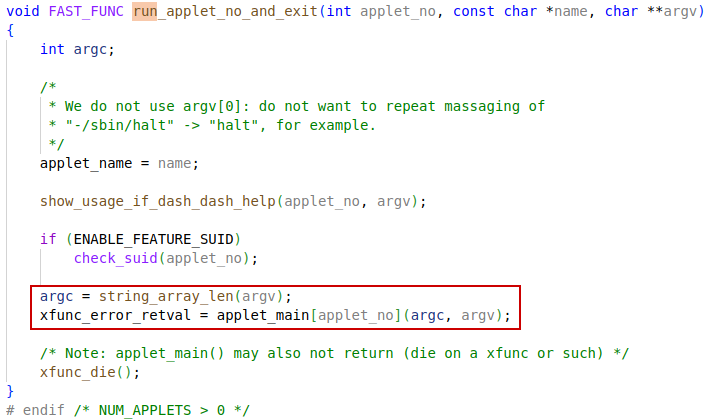 void FAST_FUNC run_applet_no_and_exit(int applet_no, const char *name, char **argv)
{
    int argc;

    /*
     * We do not use argv[0]: do not want to repeat massaging of
     * "-/sbin/halt" -> "halt", for example.
     */
    applet_name = name;

    show_usage_if_dash_dash_help(applet_no, argv);

    if (ENABLE_FEATURE_SUID)
        check_suid(applet_no);

    argc = string_array_len(argv);
    xfunc_error_retval = applet_main[applet_no](argc, argv);

    /* Note: applet_main() may also not return (die on a xfunc or such) */
    xfunc_die();
}
# endif /* NUM_APPLETS > 0 */